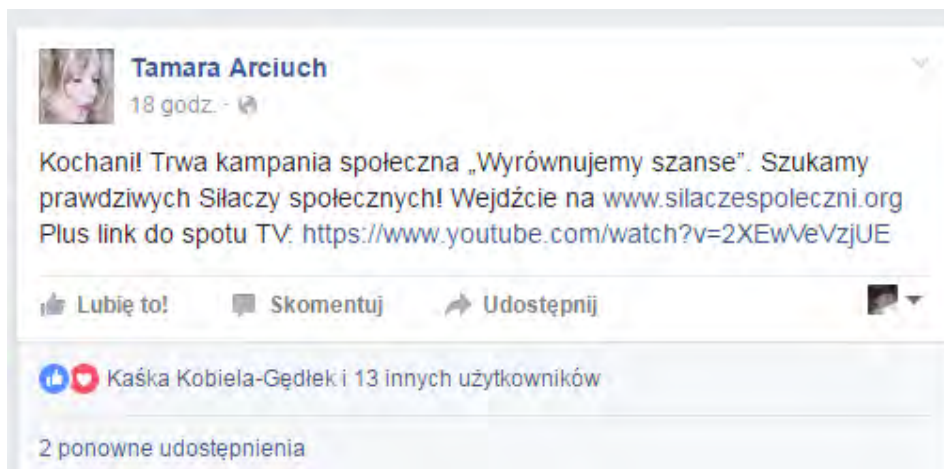 Tamara Arciuch
18 godz. ·
Kochani! Trwa kampania społeczna „Wyrównujemy szanse”. Szukamy
prawdziwych Siłaczy społecznych! Wejdźcie na www.silaczespoleczni.org
Plus link do spotu TV: https://www.youtube.com/watch?v=2XEwVeVzjUE
Lubię to! Skomentuj Udostępnij
Kaśka Kobiela-Gędłek i 13 innych użytkowników
2 ponowne udostępnienia